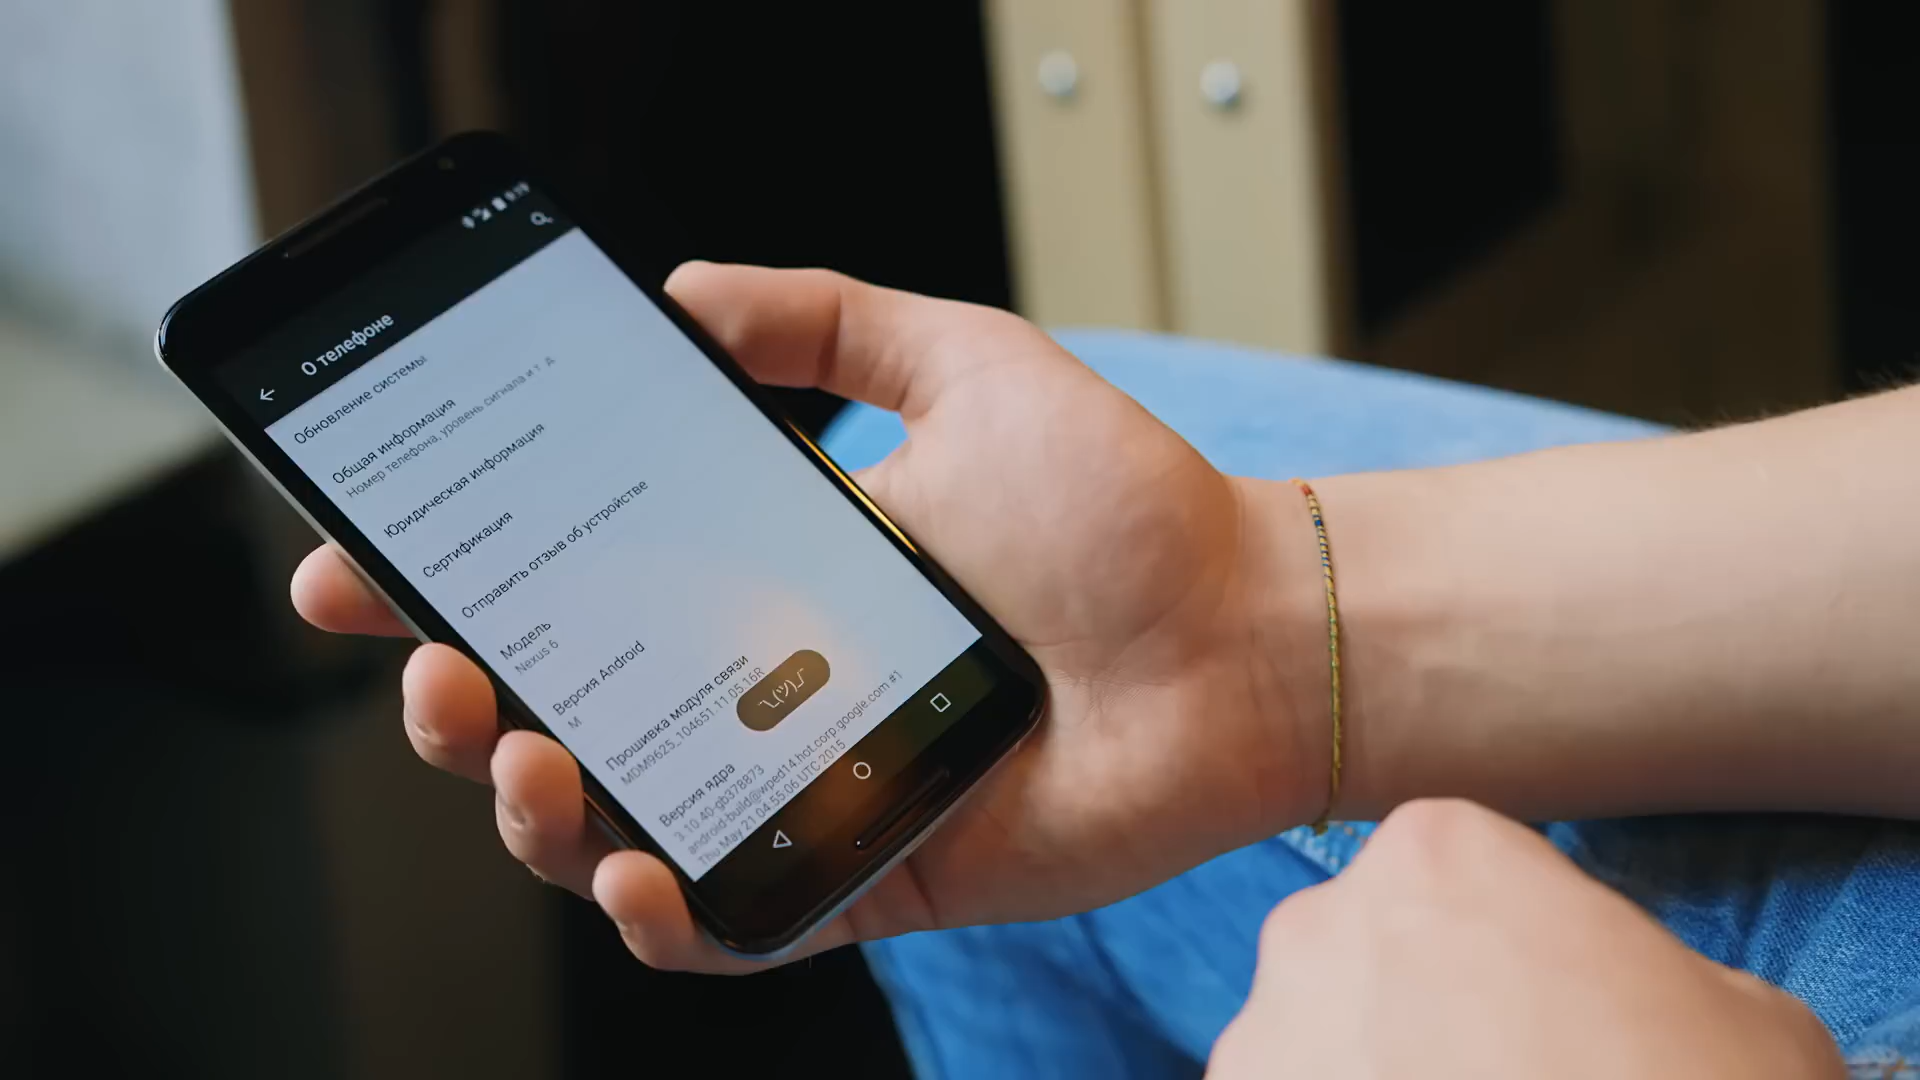 О телефоне
Обновление системы
Общая информация
Номер телефона, уровень сигнала и т. д.
Юридическая информация
Сертификация
Отправить отзыв об устройстве
Модель
Nexus 6
Версия Android
M
Прошивка модуля связи
MDM9625_104651.11.05.16R
¯\_(ツ)_/¯
Версия ядра
3.10.40-gb378873
android-build@wped14.hot.corp.google.com #1
Thu May 21 04:55:06 UTC 2015